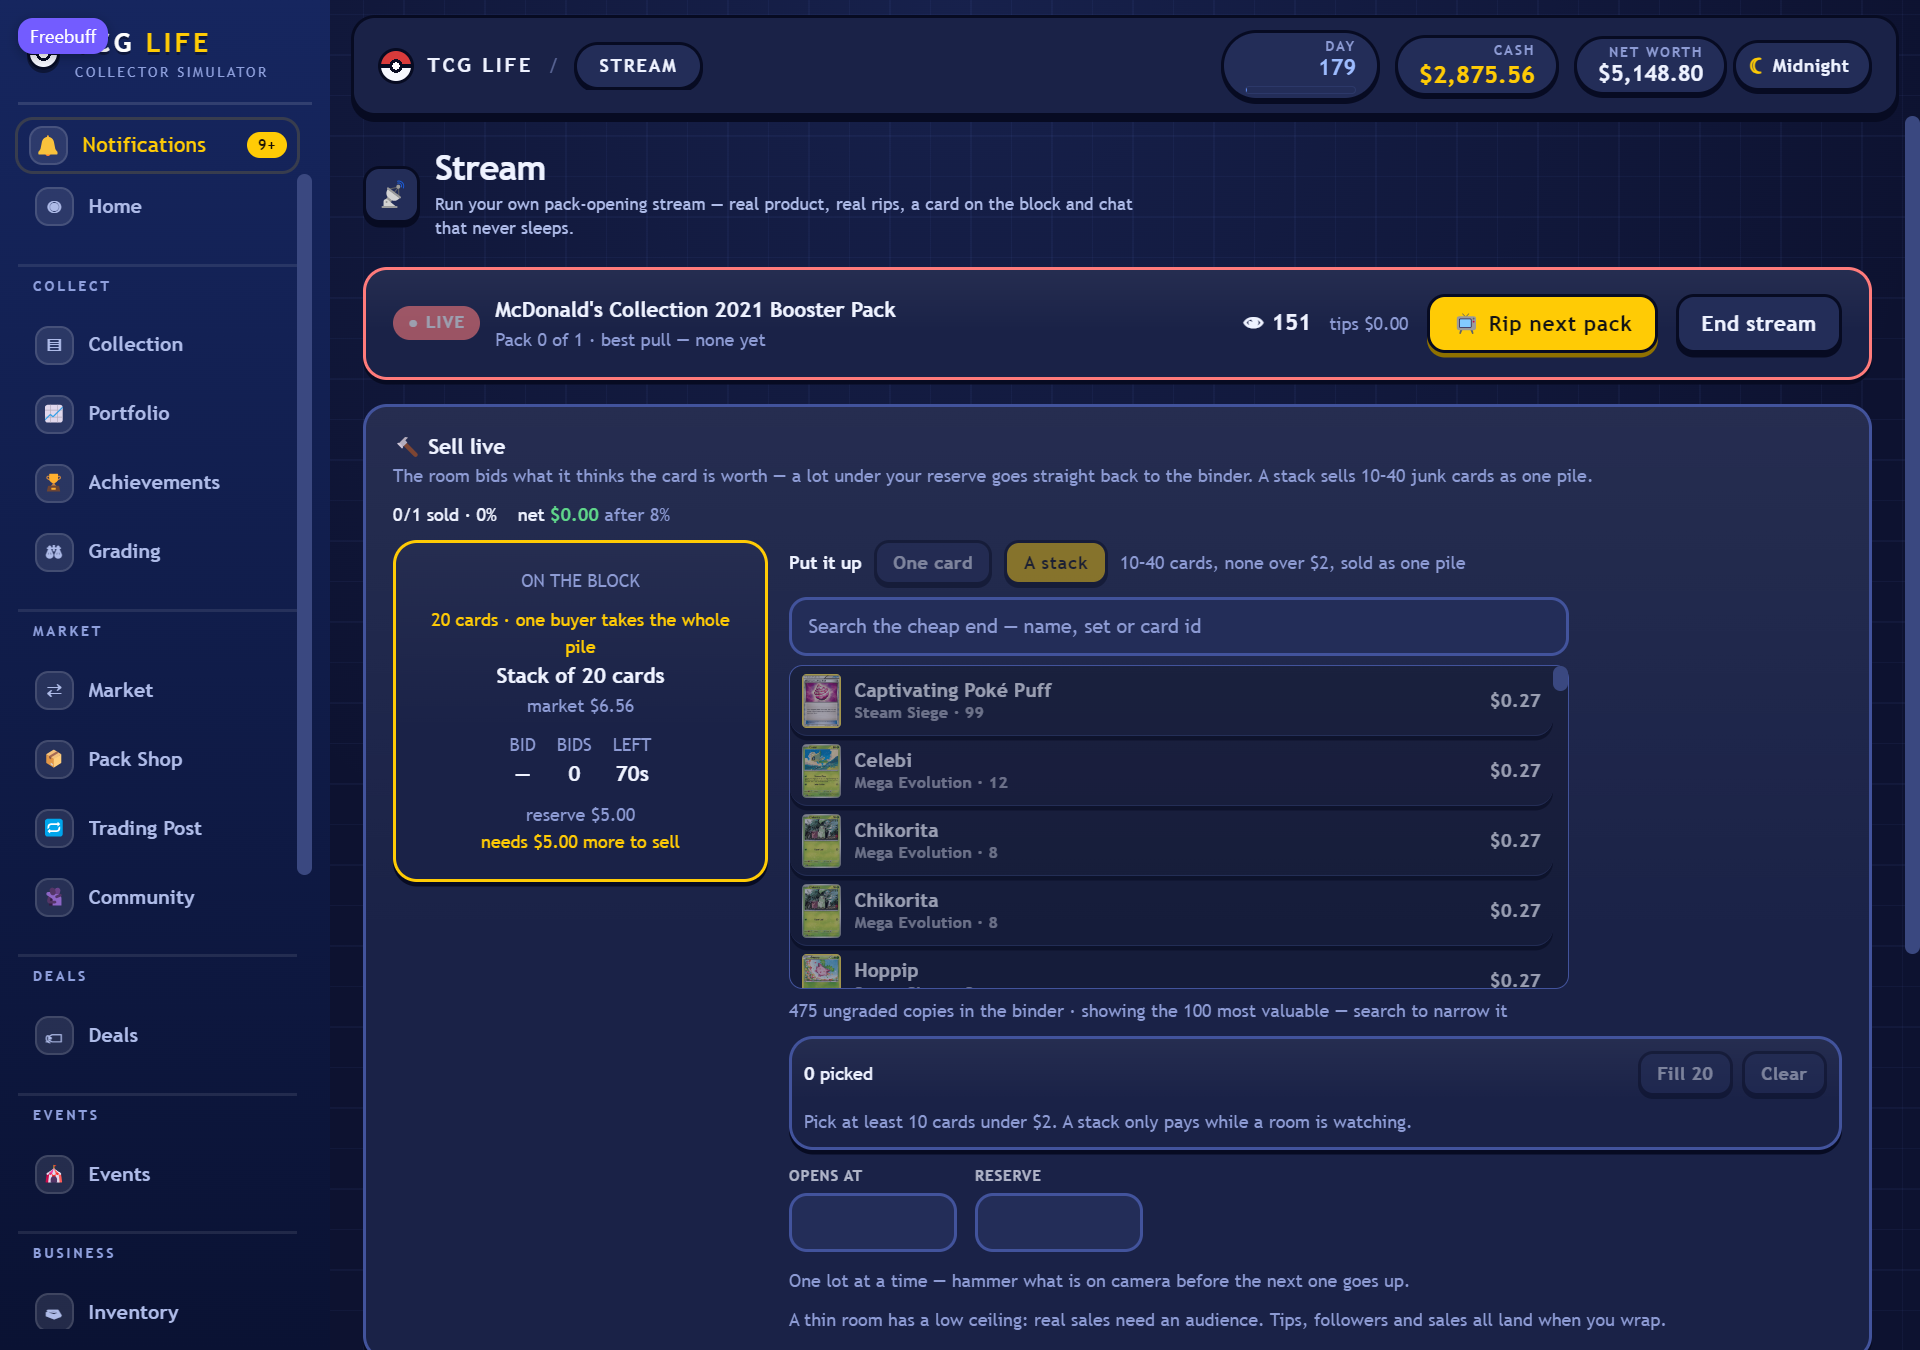 Freebuff
CG LIFE
COLLECTOR SIMULATOR
Notifications 9+
Home
COLLECT
Collection
Portfolio
Achievements
Grading
MARKET
Market
Pack Shop
Trading Post
Community
DEALS
Deals
EVENTS
Events
BUSINESS
Inventory
TCG LIFE / STREAM
DAY
179
CASH
$2,875.56
NET WORTH
$5,148.80
Midnight
Stream
Run your own pack-opening stream — real product, real rips, a card on the block and chat
that never sleeps.
LIVE
McDonald's Collection 2021 Booster Pack
Pack 0 of 1 · best pull — none yet
151 tips $0.00
Rip next pack
End stream
Sell live
The room bids what it thinks the card is worth — a lot under your reserve goes straight back to the binder. A stack sells 10-40 junk cards as one pile.
0/1 sold · 0% net $0.00 after 8%
ON THE BLOCK
20 cards · one buyer takes the whole
pile
Stack of 20 cards
market $6.56
BID BIDS LEFT
— 0 70s
reserve $5.00
needs $5.00 more to sell
Put it up One card A stack 10-40 cards, none over $2, sold as one pile
Search the cheap end — name, set or card id
Captivating Poké Puff
Steam Siege · 99
$0.27
Celebi
Mega Evolution · 12
$0.27
Chikorita
Mega Evolution · 8
$0.27
Chikorita
Mega Evolution · 8
$0.27
Hoppip
$0.27
475 ungraded copies in the binder · showing the 100 most valuable — search to narrow it
0 picked Fill 20 Clear
Pick at least 10 cards under $2. A stack only pays while a room is watching.
OPENS AT RESERVE
One lot at a time — hammer what is on camera before the next one goes up.
A thin room has a low ceiling: real sales need an audience. Tips, followers and sales all land when you wrap.